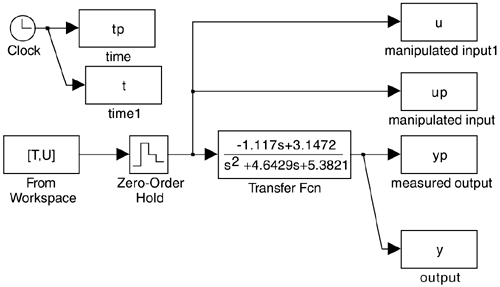 Clock
tp
time
t
time1
u
manipulated input1
up
manipulated input
[T,U]
From
Workspace
Zero-Order
Hold
-1.117s+3.1472
s² +4.6429s+5.3821
Transfer Fcn
yp
measured output
y
output